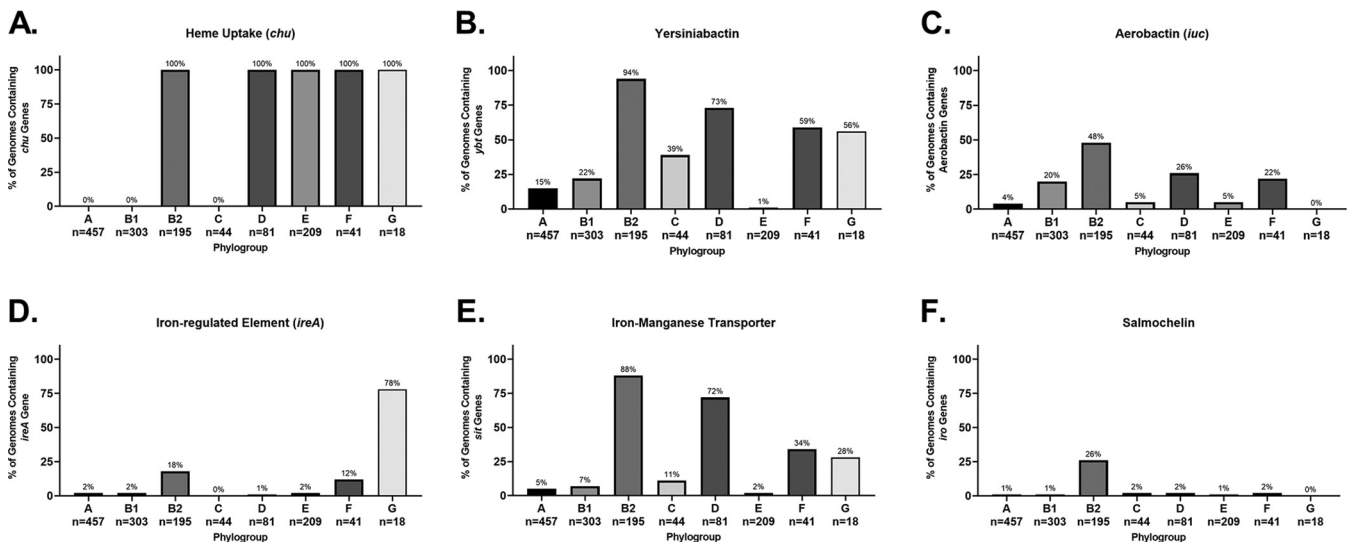 A.
Heme Uptake (chu)
% of Genomes Containing
chu Genes
100
75
50
25
0
0% 0% 100% 0% 100% 100% 100% 100%
A B1 B2 C D E F G
n=457 n=303 n=195 n=44 n=81 n=209 n=41 n=18
Phylogroup
B.
Yersiniabactin
% of Genomes Containing
ybt Genes
100
75
50
25
0
15% 22% 94% 39% 73% 1% 59% 56%
A B1 B2 C D E F G
n=457 n=303 n=195 n=44 n=81 n=209 n=41 n=18
Phylogroup
C.
Aerobactin (iuc)
% of Genomes Containing
Aerobactin Genes
100
75
50
25
0
4% 20% 48% 5% 26% 5% 22% 0%
A B1 B2 C D E F G
n=457 n=303 n=195 n=44 n=81 n=209 n=41 n=18
Phylogroup
D.
Iron-regulated Element (ireA)
% of Genomes Containing
ireA Gene
100
75
50
25
0
2% 2% 18% 0% 1% 2% 12% 78%
A B1 B2 C D E F G
n=457 n=303 n=195 n=44 n=81 n=209 n=41 n=18
Phylogroup
E.
Iron-Manganese Transporter
% of Genomes Containing
sit Genes
100
75
50
25
0
5% 7% 88% 11% 72% 2% 34% 28%
A B1 B2 C D E F G
n=457 n=303 n=195 n=44 n=81 n=209 n=41 n=18
Phylogroup
F.
Salmochelin
% of Genomes Containing
iro Genes
100
75
50
25
0
1% 1% 26% 2% 2% 1% 2% 0%
A B1 B2 C D E F G
n=457 n=303 n=195 n=44 n=81 n=209 n=41 n=18
Phylogroup